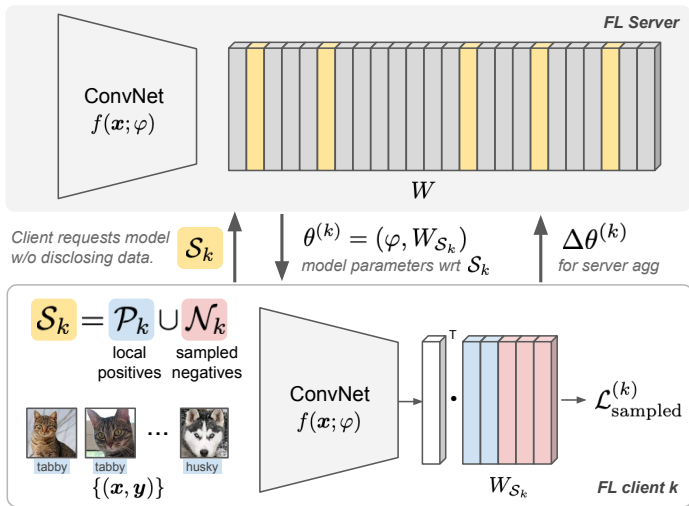 FL Server
ConvNet
f(x; φ)
W
Client requests model
w/o disclosing data.
S_k
θ^(k) = (φ, W_{S_k})
model parameters wrt S_k
Δθ^(k)
for server agg
S_k = P_k ∪ N_k
local
positives
sampled
negatives
tabby
tabby
...
husky
{(x, y)}
ConvNet
f(x; φ)
T
·
W_{S_k}
L_sampled^(k)
FL client k